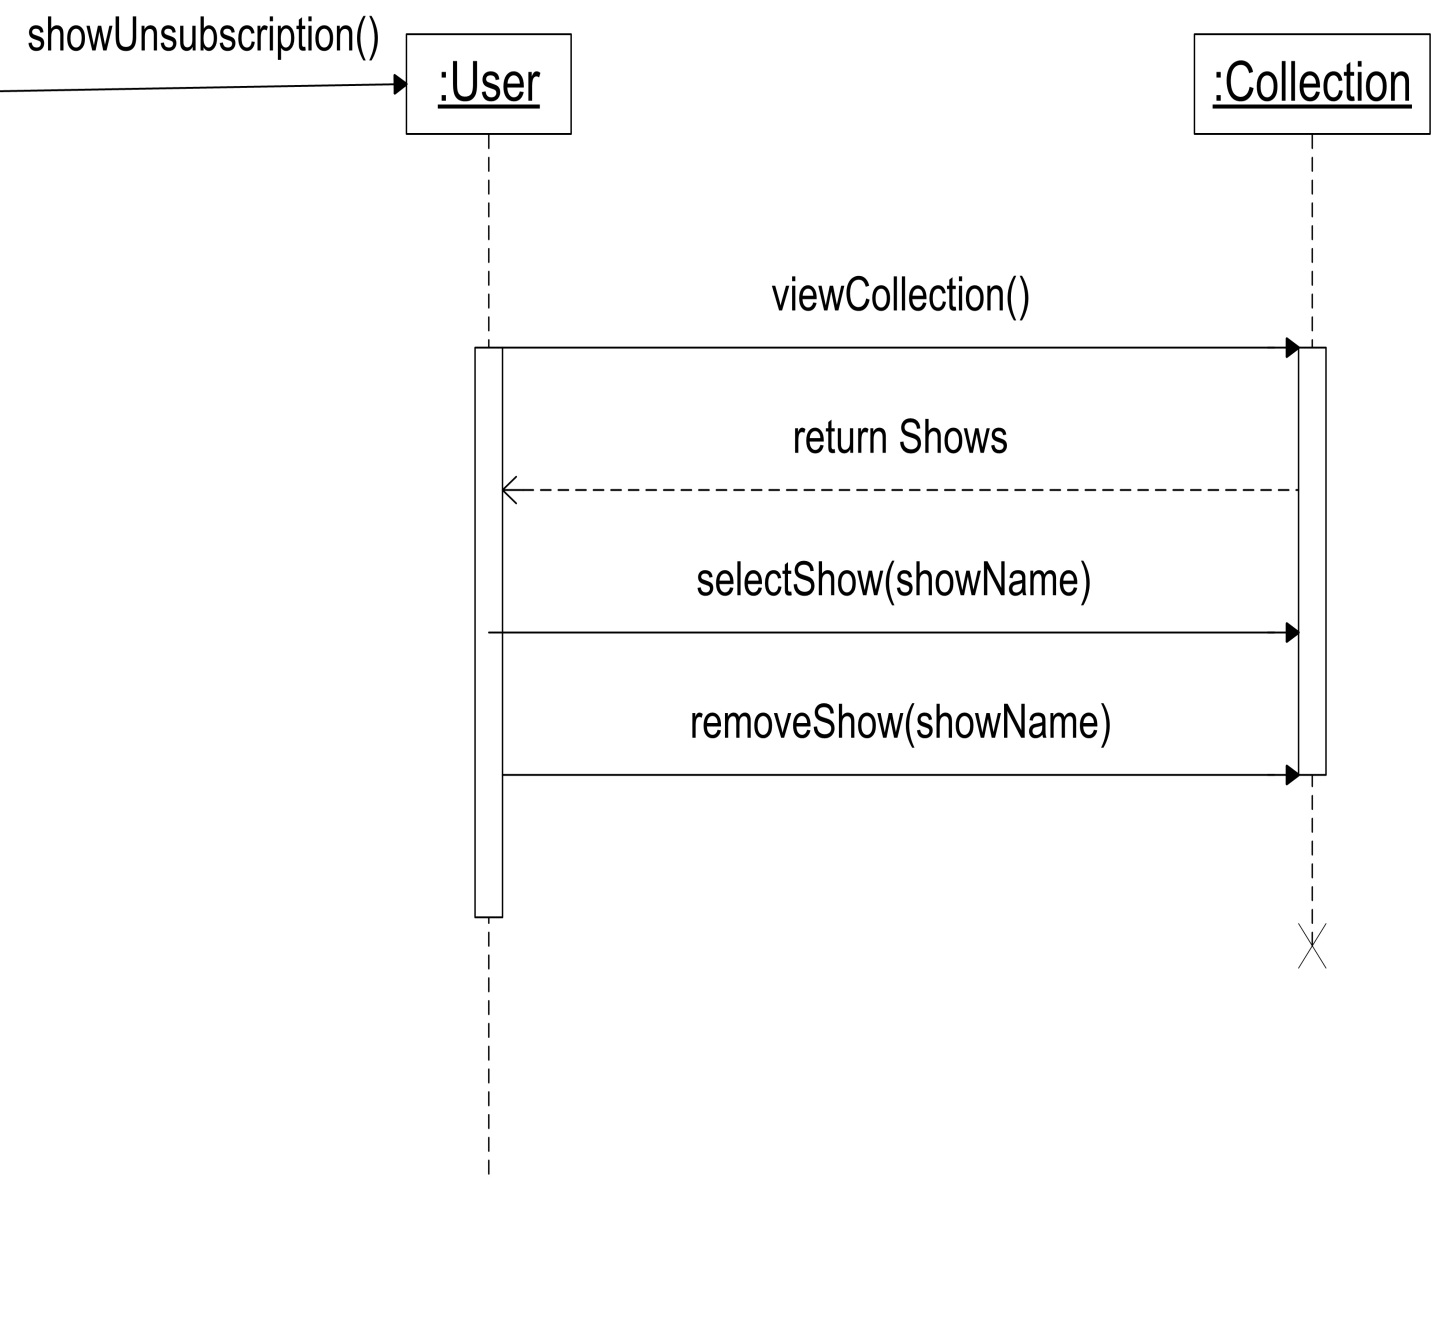 showUnsubscription()
:User
:Collection
viewCollection()
return Shows
selectShow(showName)
removeShow(showName)